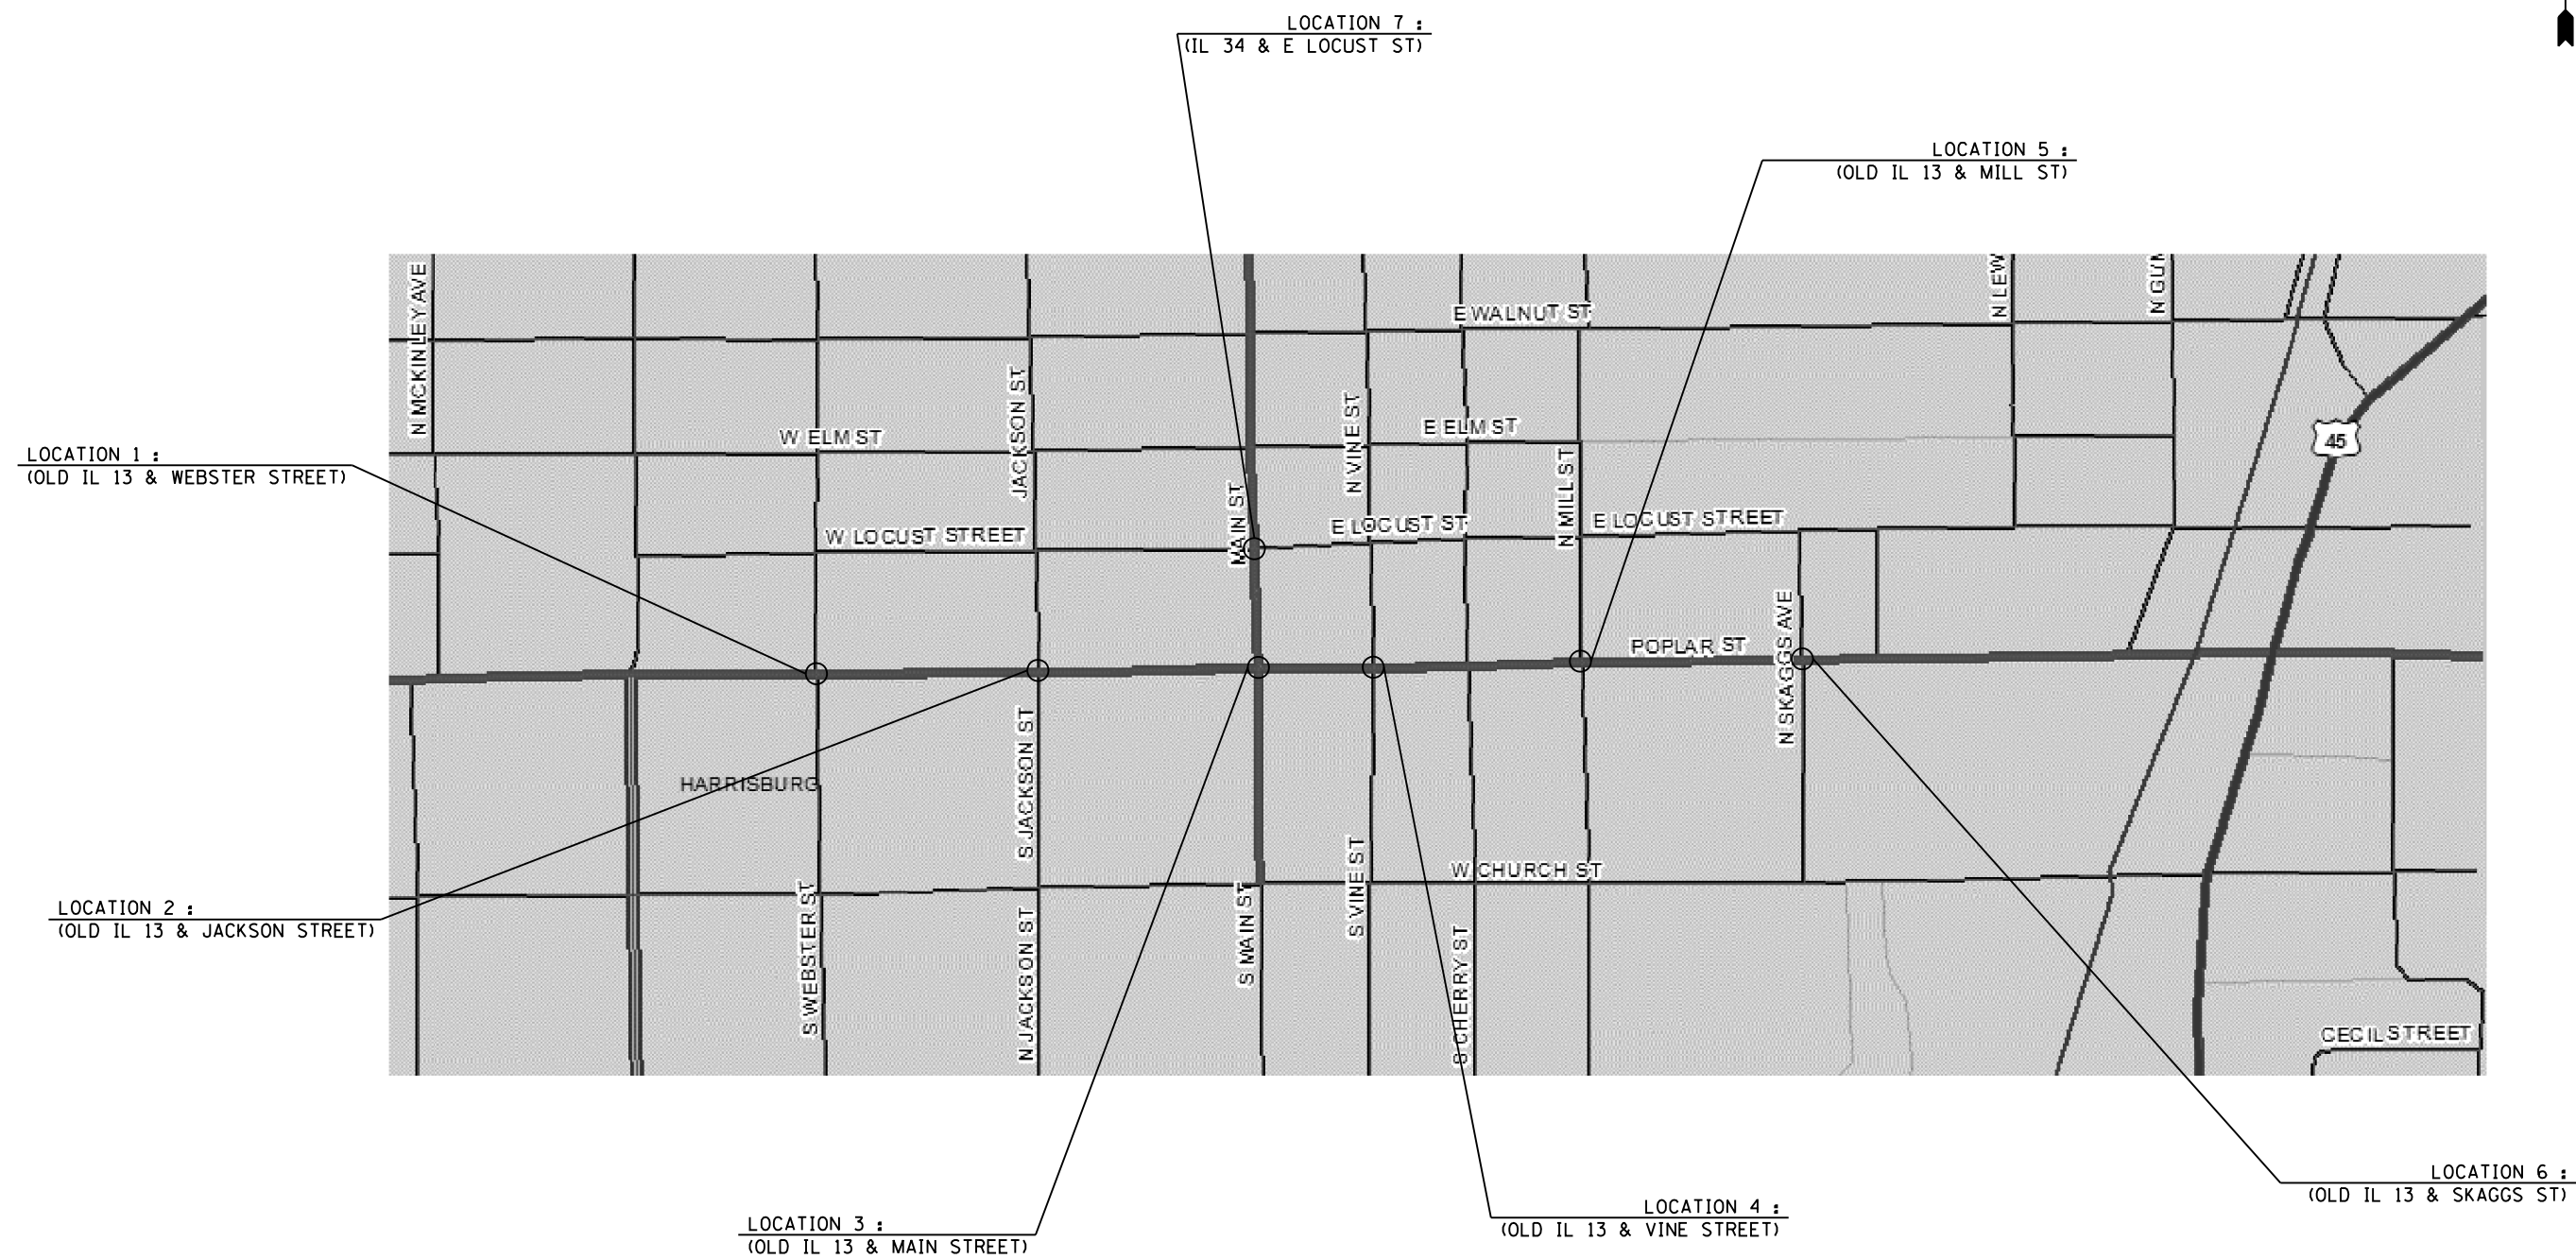 LOCATION 7 :
(IL 34 & E LOCUST ST)
LOCATION 5 :
(OLD IL 13 & MILL ST)
N MCKINLEY AVE
N LEW
N GUM
E WALNUT ST
JACKSON ST
N VINE ST
W ELM ST
E ELM ST
45
LOCATION 1 :
(OLD IL 13 & WEBSTER STREET)
MAIN ST
N MILL ST
W LOCUST STREET
E LOCUST ST
E LOCUST STREET
N SKAGGS AVE
POPLAR ST
S JACKSON ST
HARRISBURG
W CHURCH ST
S VINE ST
S WEBSTER ST
S MAIN ST
N JACKSON ST
S CHERRY ST
LOCATION 2 :
(OLD IL 13 & JACKSON STREET)
CECIL STREET
LOCATION 6 :
(OLD IL 13 & SKAGGS ST)
LOCATION 4 :
(OLD IL 13 & VINE STREET)
LOCATION 3 :
(OLD IL 13 & MAIN STREET)